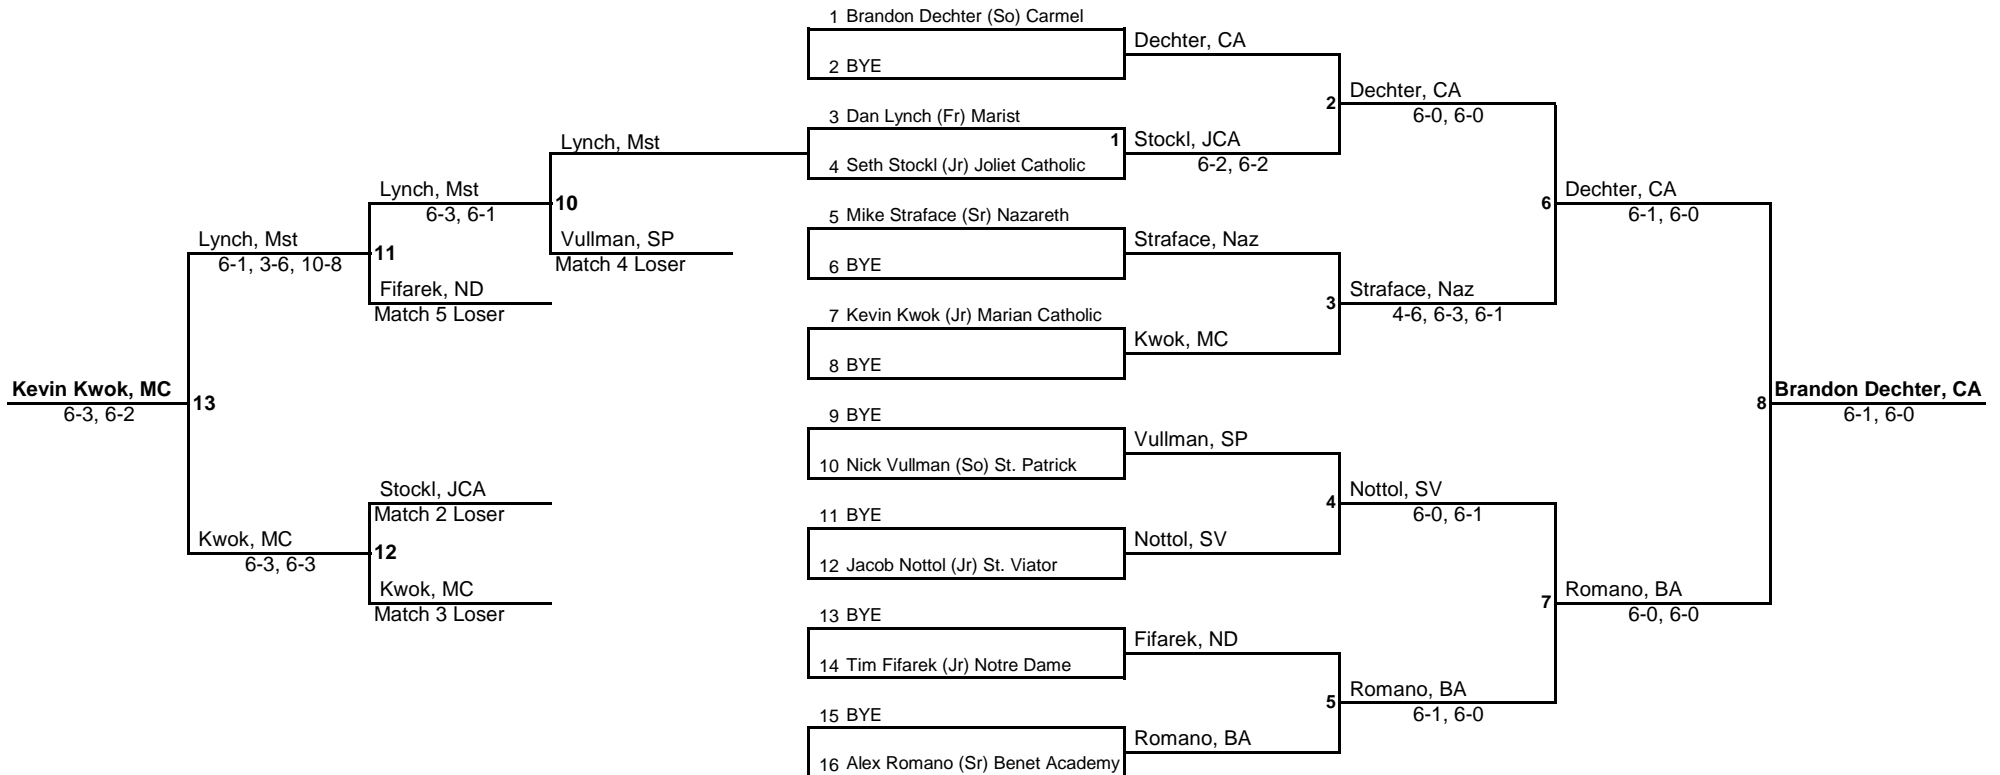 1 Brandon Dechter (So) Carmel
Dechter, CA
2 BYE
2 Dechter, CA
6-0, 6-0
3 Dan Lynch (Fr) Marist
Lynch, Mst
1 Stockl, JCA
6-2, 6-2
4 Seth Stockl (Jr) Joliet Catholic
Lynch, Mst
6-3, 6-1
10
6 Dechter, CA
6-1, 6-0
5 Mike Straface (Sr) Nazareth
Lynch, Mst
6-1, 3-6, 10-8
11
Vullman, SP
Match 4 Loser
Straface, Naz
6 BYE
Fifarek, ND
Match 5 Loser
3 Straface, Naz
4-6, 6-3, 6-1
7 Kevin Kwok (Jr) Marian Catholic
Kwok, MC
8 BYE
Kevin Kwok, MC
6-3, 6-2
13
8 Brandon Dechter, CA
6-1, 6-0
9 BYE
Vullman, SP
10 Nick Vullman (So) St. Patrick
Stockl, JCA
Match 2 Loser
4 Nottol, SV
6-0, 6-1
11 BYE
Kwok, MC
6-3, 6-3
12
Nottol, SV
12 Jacob Nottol (Jr) St. Viator
Kwok, MC
Match 3 Loser
7 Romano, BA
6-0, 6-0
13 BYE
Fifarek, ND
14 Tim Fifarek (Jr) Notre Dame
5 Romano, BA
6-1, 6-0
15 BYE
Romano, BA
16 Alex Romano (Sr) Benet Academy